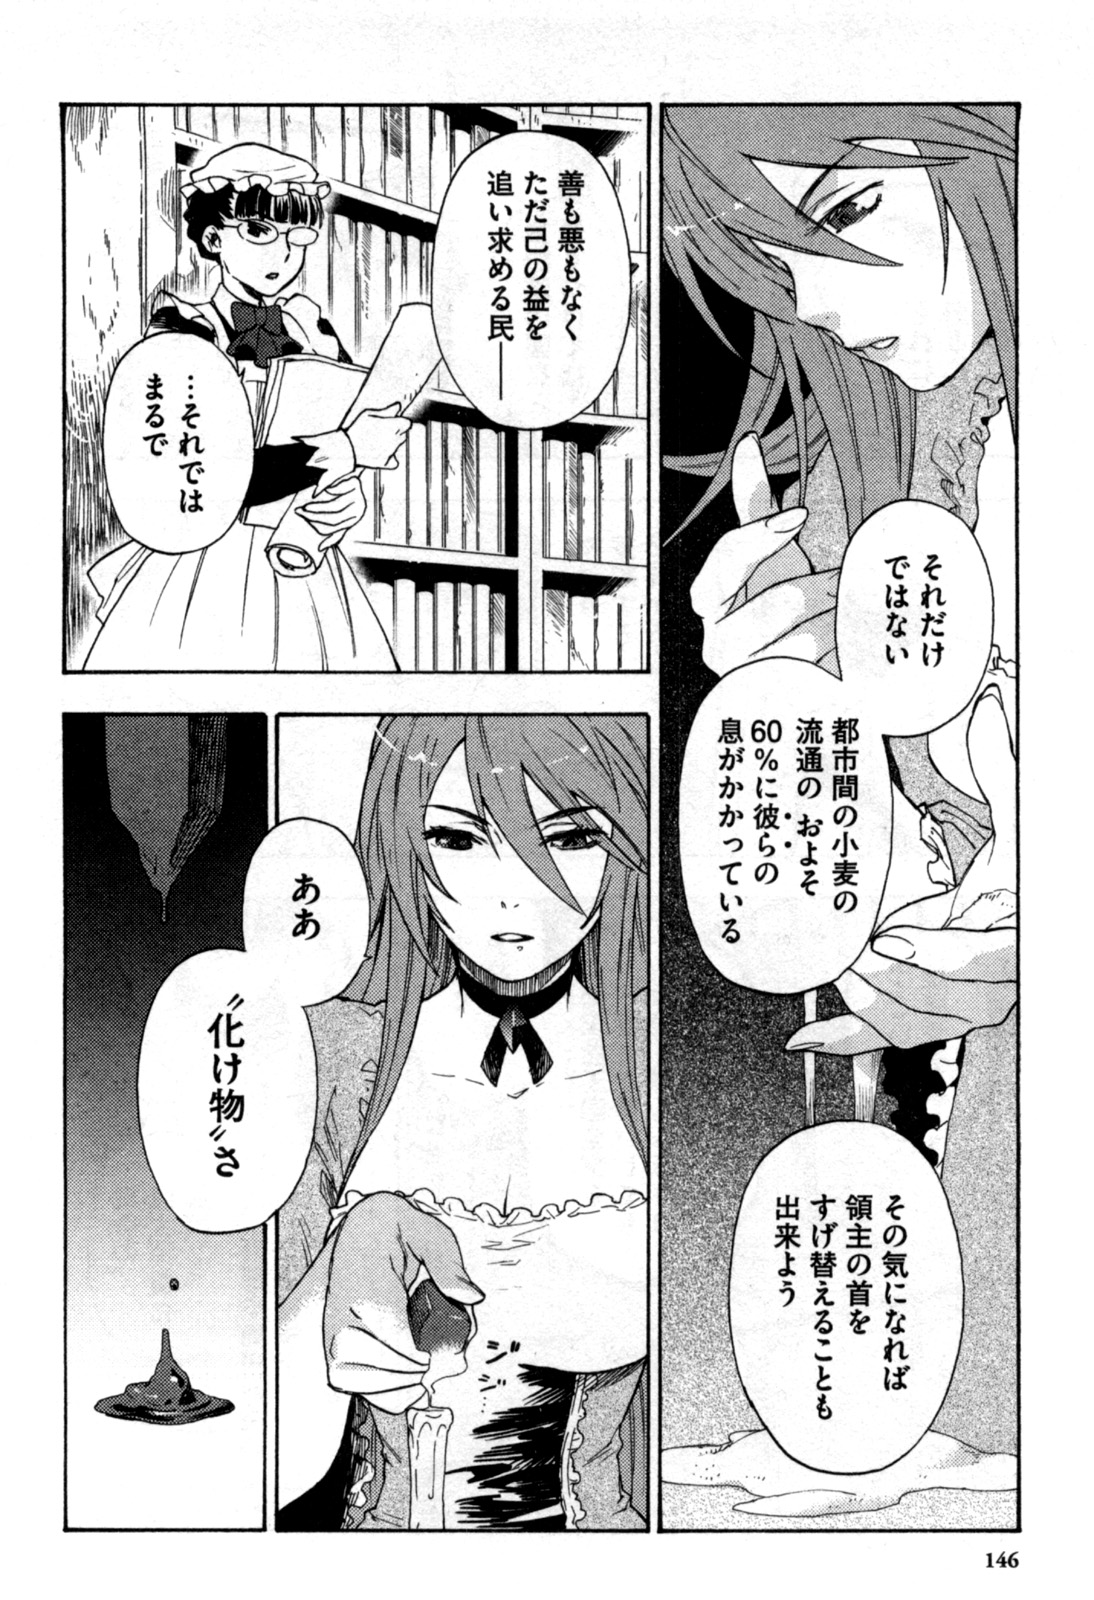 それだけ
ではない
都市間の小麦の
流通の およそ
60%に彼らの
息がかかっている
その気になれば
領主の首を
すげ替えることも
出来よう
善も悪もなく
ただ己の益を
追い求める民――
…それでは
まるで
ああ
〝化け物〟さ
ジ
ジ…
146